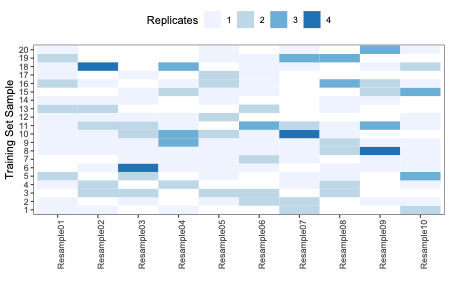 Replicates 1 2 3 4
Training Set Sample
20
19
18
17
16
15
14
13
12
11
10
9
8
7
6
5
4
3
2
1
Resample01
Resample02
Resample03
Resample04
Resample05
Resample06
Resample07
Resample08
Resample09
Resample10